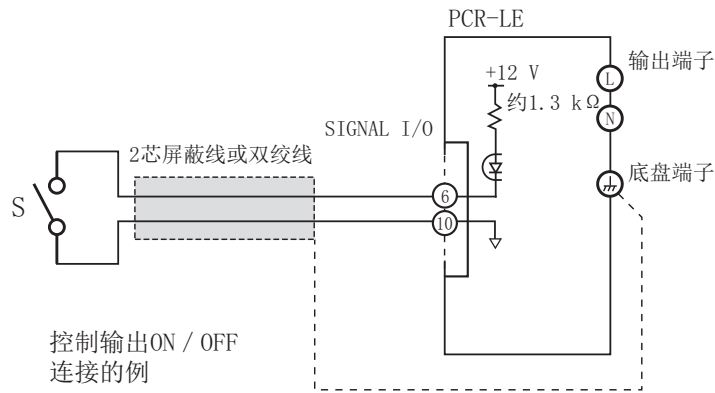 PCR-LE
+12 V
输出端子
L
约1.3 kΩ
N
SIGNAL I/O
2芯屏蔽线或双绞线
底盘端子
S
6
10
控制输出ON／OFF
连接的例